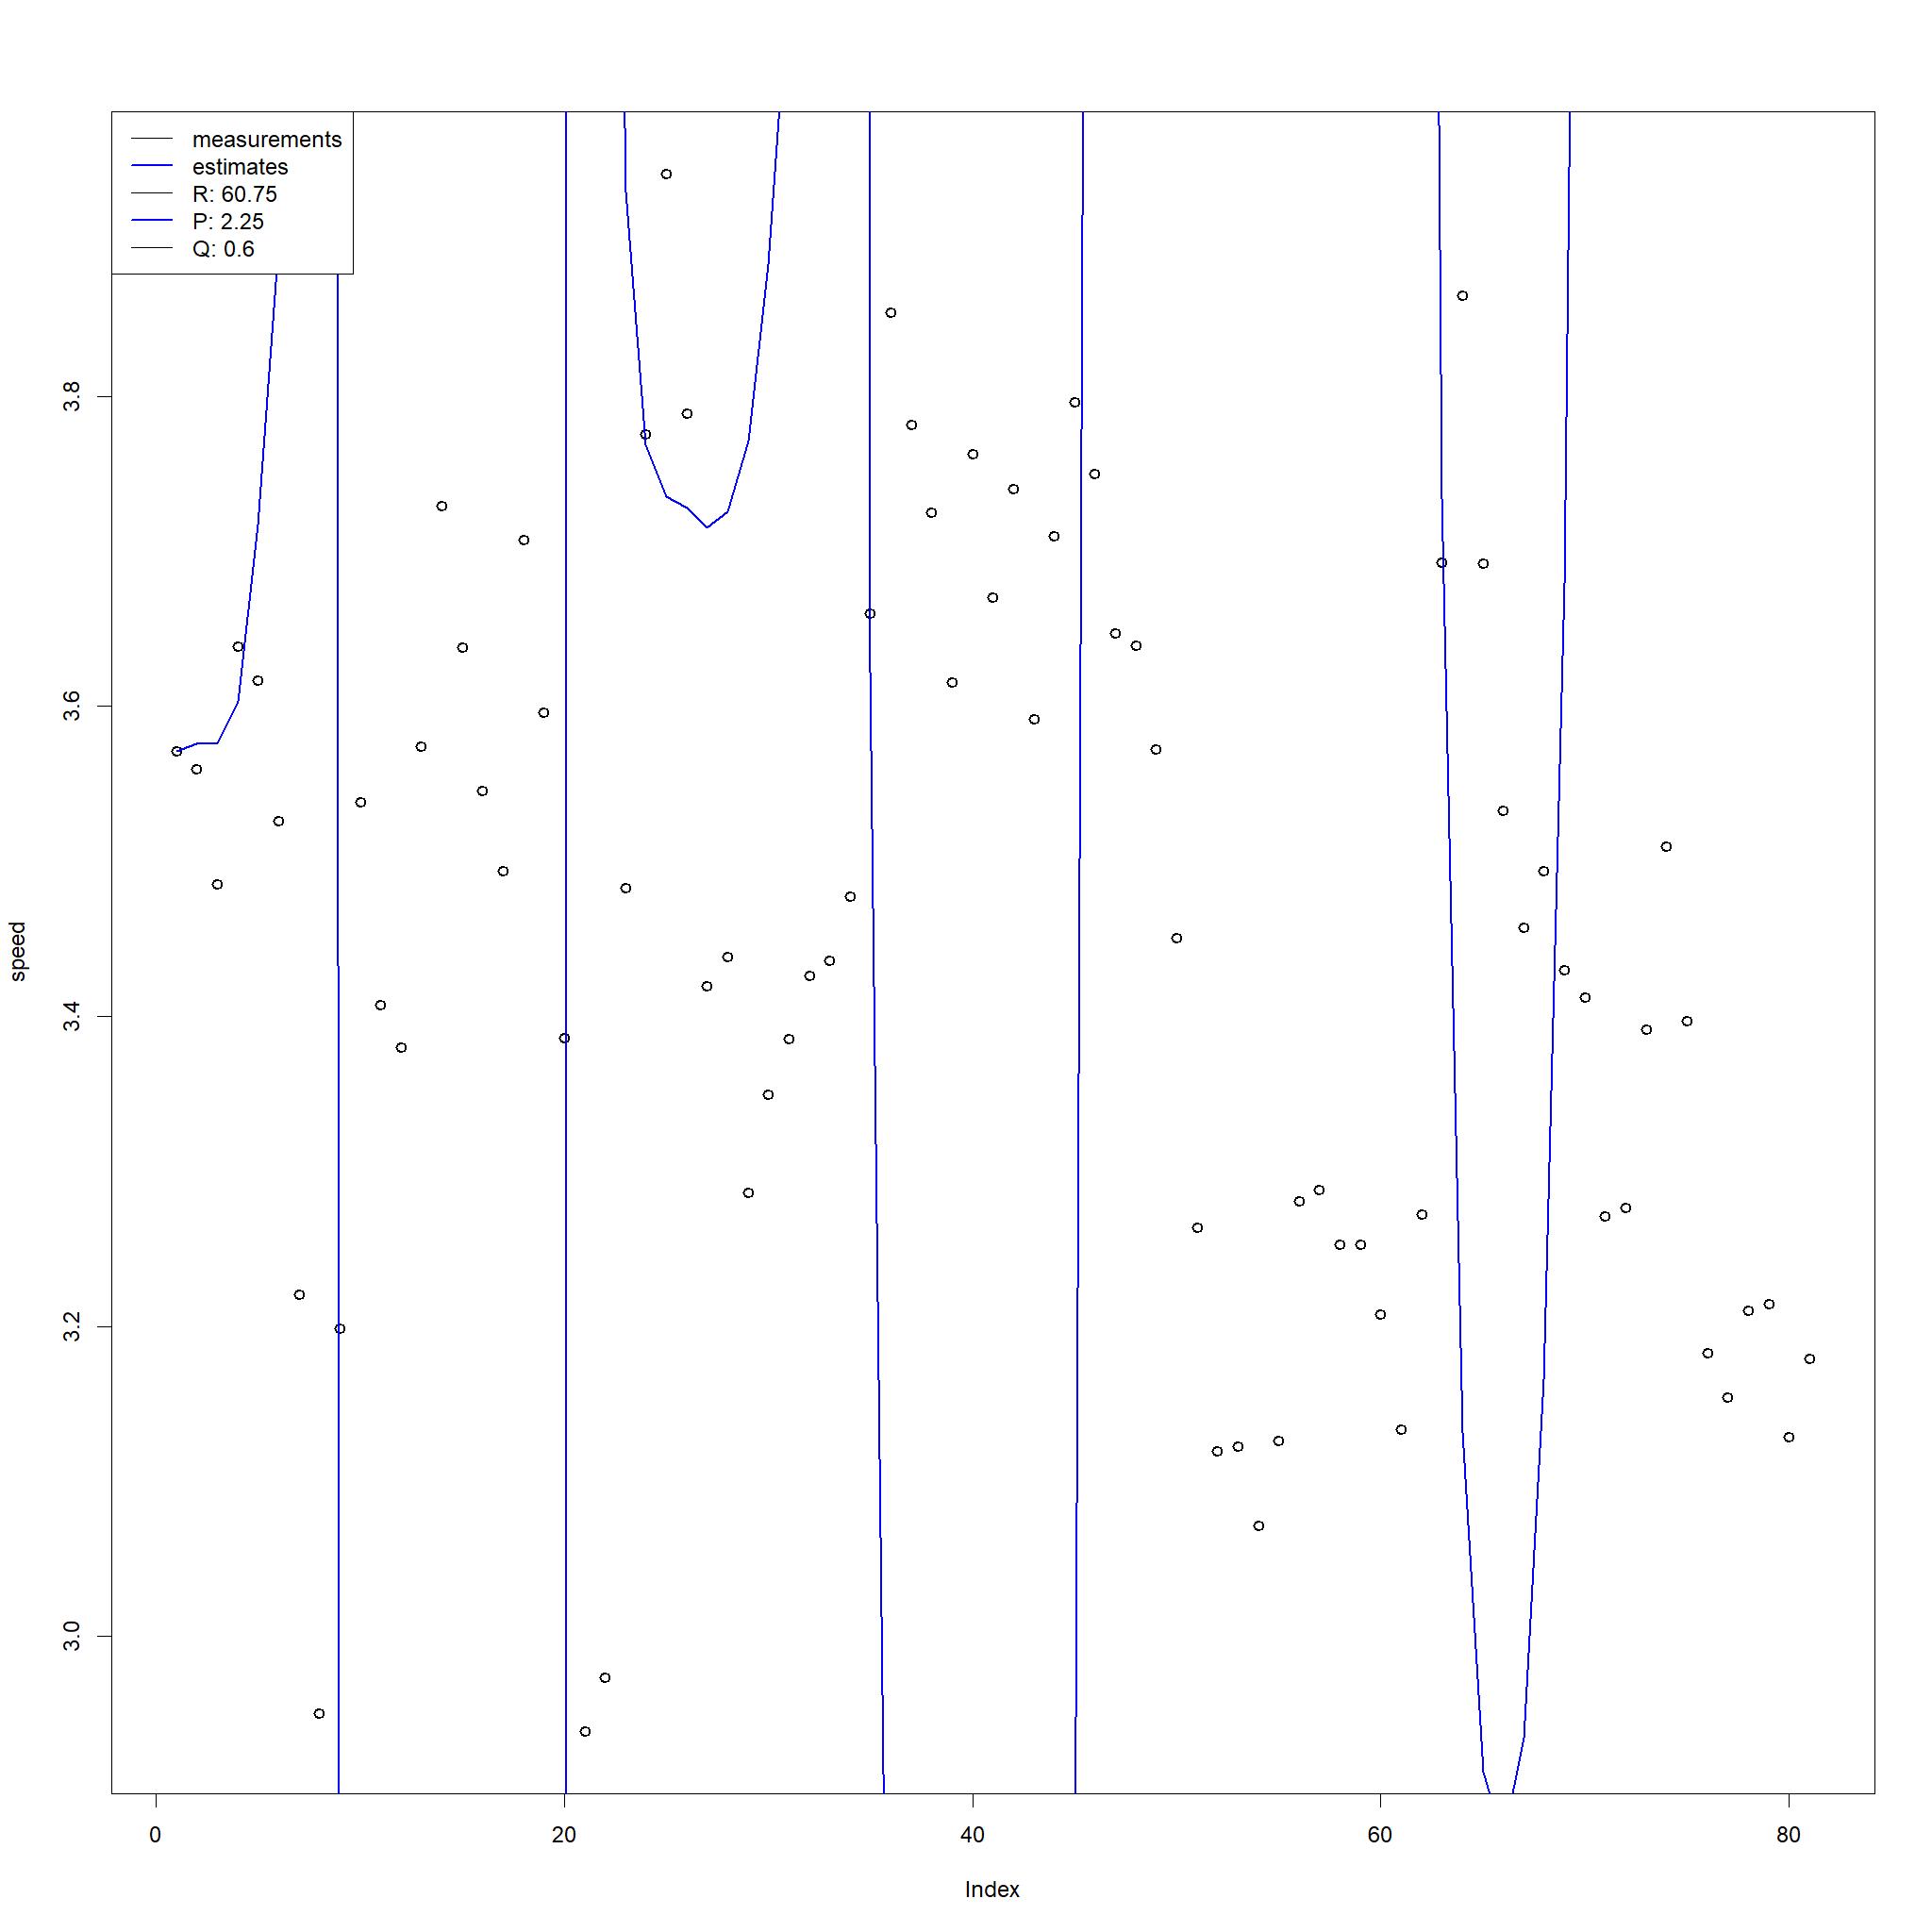 measurements
estimates
R: 60.75
P: 2.25
Q: 0.6
3.8
3.6
3.4
3.2
3.0
speed
0 20 40 60 80
Index